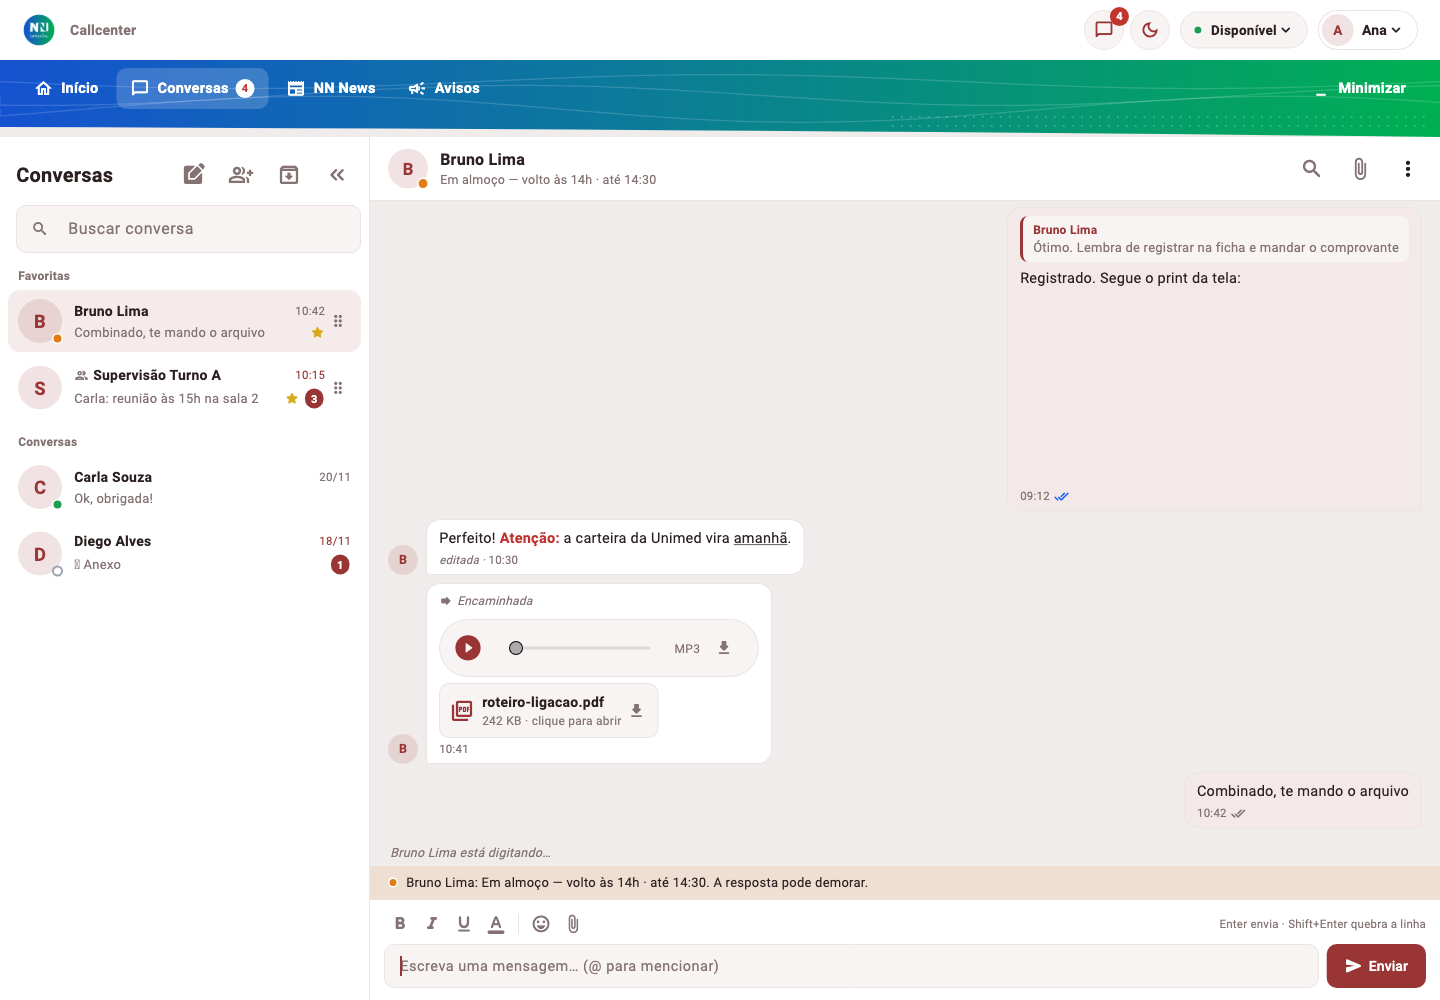 NN
Callcenter
4
Disponível
A
Ana
Início
Conversas 4
NN News
Avisos
Minimizar
Conversas
Buscar conversa
Favoritas
B
Bruno Lima
10:42
Combinado, te mando o arquivo
S
Supervisão Turno A
10:15
Carla: reunião às 15h na sala 2
3
Conversas
C
Carla Souza
20/11
Ok, obrigada!
D
Diego Alves
18/11
Anexo
1
B
Bruno Lima
Em almoço — volto às 14h · até 14:30
Bruno Lima
Ótimo. Lembra de registrar na ficha e mandar o comprovante
Registrado. Segue o print da tela:
09:12
Perfeito! Atenção: a carteira da Unimed vira amanhã.
editada · 10:30
B
Encaminhada
MP3
PDF
roteiro-ligacao.pdf
242 KB · clique para abrir
10:41
B
Combinado, te mando o arquivo
10:42
Bruno Lima está digitando…
Bruno Lima: Em almoço — volto às 14h · até 14:30. A resposta pode demorar.
B I U A
Enter envia · Shift+Enter quebra a linha
Escreva uma mensagem… (@ para mencionar)
Enviar